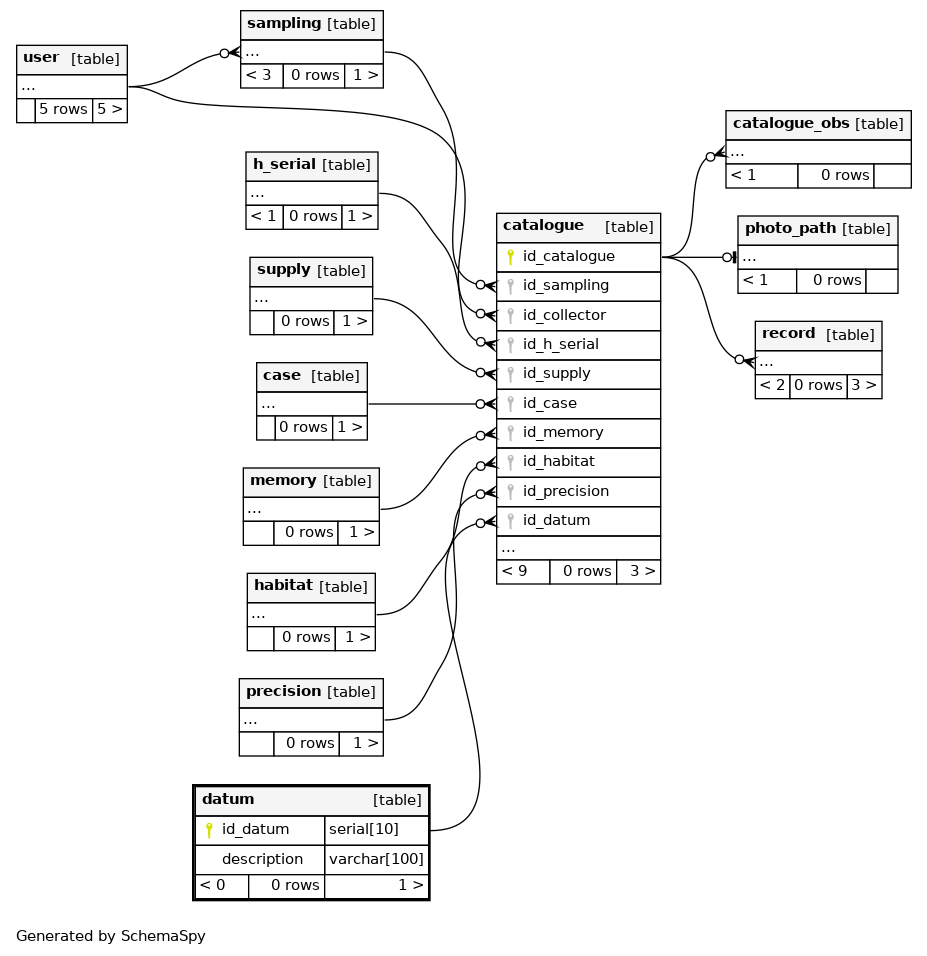 sampling [table]
...
< 3 0 rows 1 >
user [table]
...
5 rows 5 >
h_serial [table]
...
< 1 0 rows 1 >
supply [table]
...
0 rows 1 >
case [table]
...
0 rows 1 >
memory [table]
...
0 rows 1 >
habitat [table]
...
0 rows 1 >
precision [table]
...
0 rows 1 >
datum [table]
id_datum serial[10]
description varchar[100]
< 0 0 rows 1 >
catalogue [table]
id_catalogue
id_sampling
id_collector
id_h_serial
id_supply
id_case
id_memory
id_habitat
id_precision
id_datum
...
< 9 0 rows 3 >
catalogue_obs [table]
...
< 1 0 rows
photo_path [table]
...
< 1 0 rows
record [table]
...
< 2 0 rows 3 >
Generated by SchemaSpy